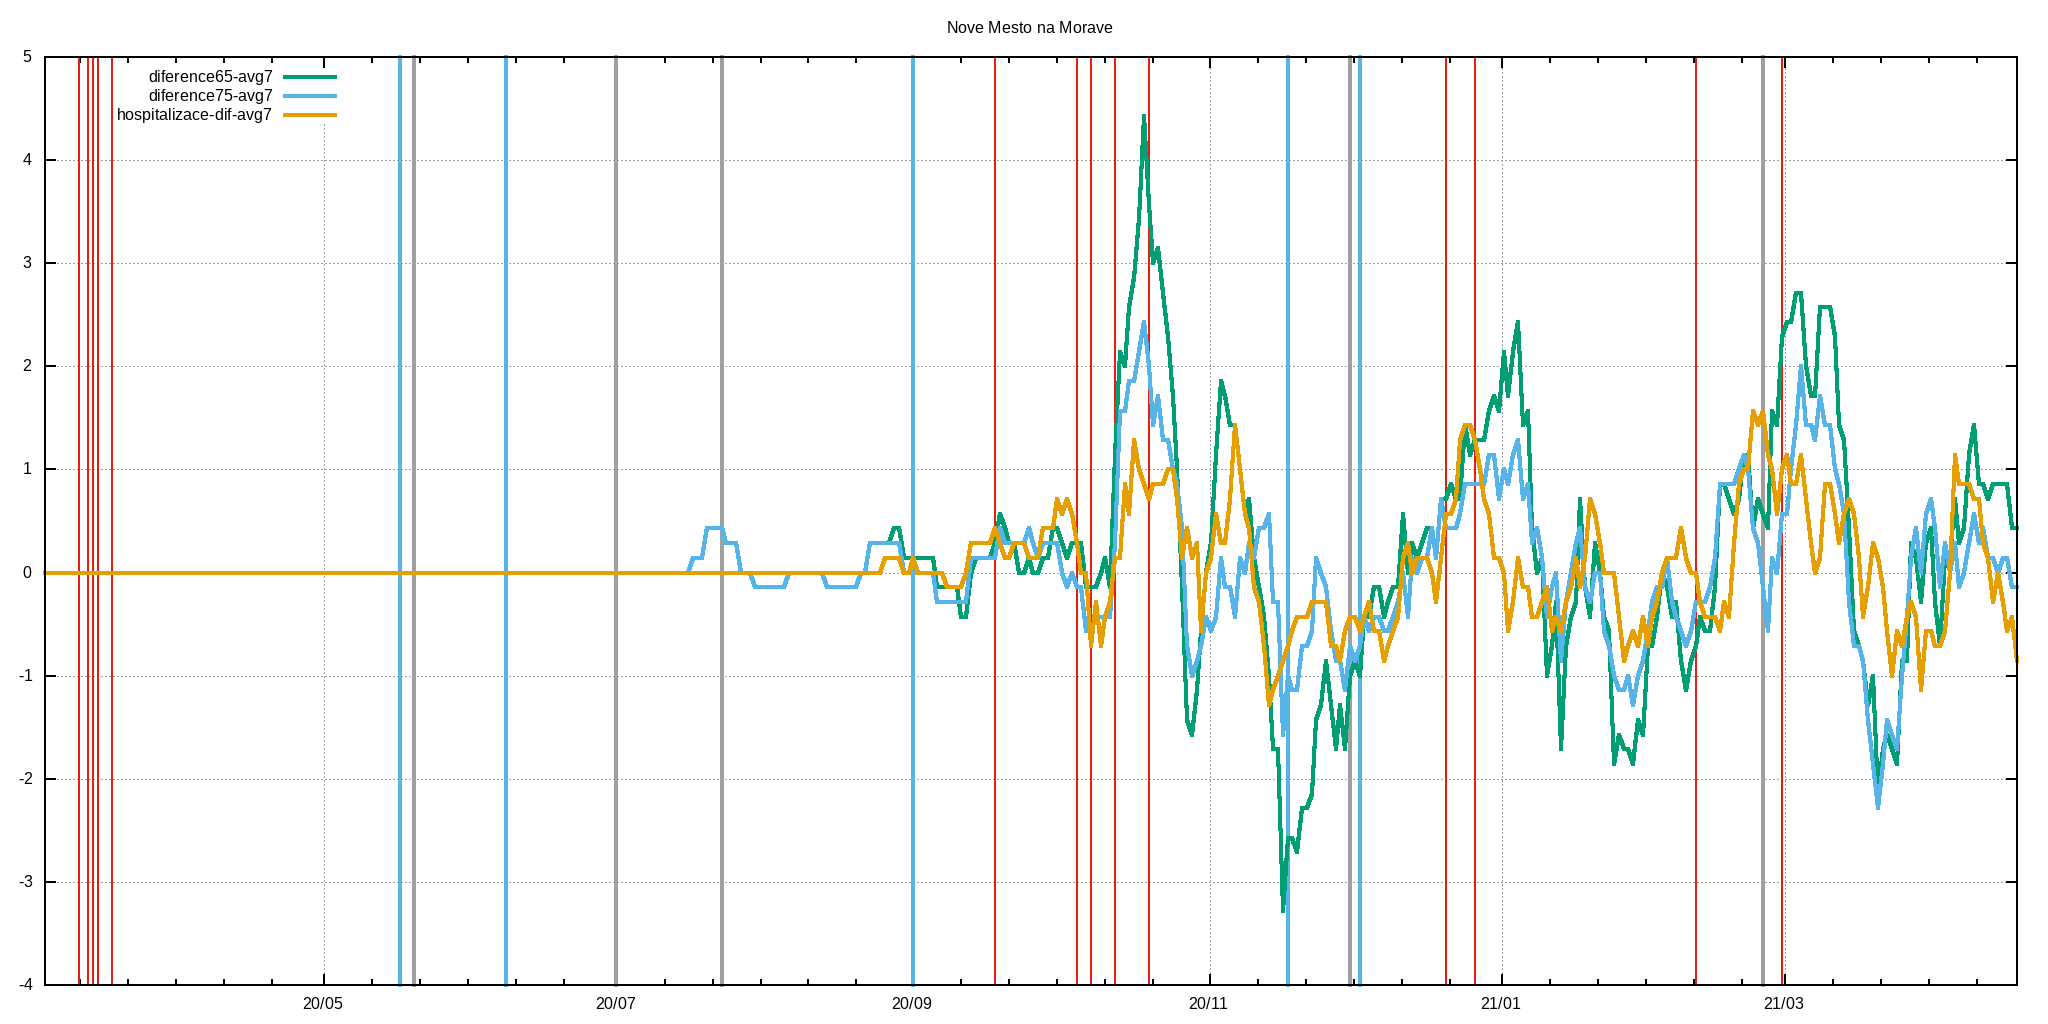 Nove Mesto na Morave
diference65-avg7
diference75-avg7
hospitalizace-dif-avg7
5
4
3
2
1
0
-1
-2
-3
-4
20/05 20/07 20/09 20/11 21/01 21/03